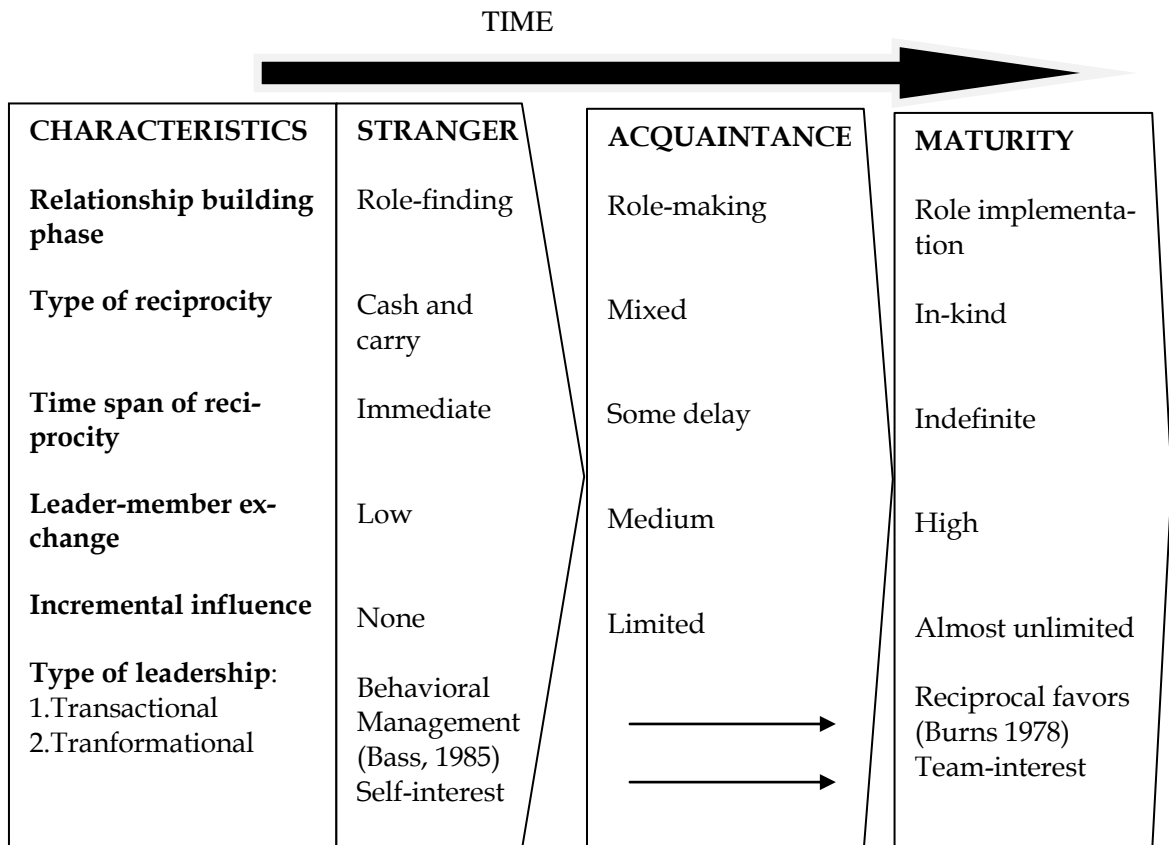 TIME
CHARACTERISTICS
Relationship building
phase
Type of reciprocity
Time span of reci-
procity
Leader-member ex-
change
Incremental influence
Type of leadership:
1.Transactional
2.Tranformational
STRANGER
Role-finding
Cash and
carry
Immediate
Low
None
Behavioral
Management
(Bass, 1985)
Self-interest
ACQUAINTANCE
Role-making
Mixed
Some delay
Medium
Limited
MATURITY
Role implementa-
tion
In-kind
Indefinite
High
Almost unlimited
Reciprocal favors
(Burns 1978)
Team-interest